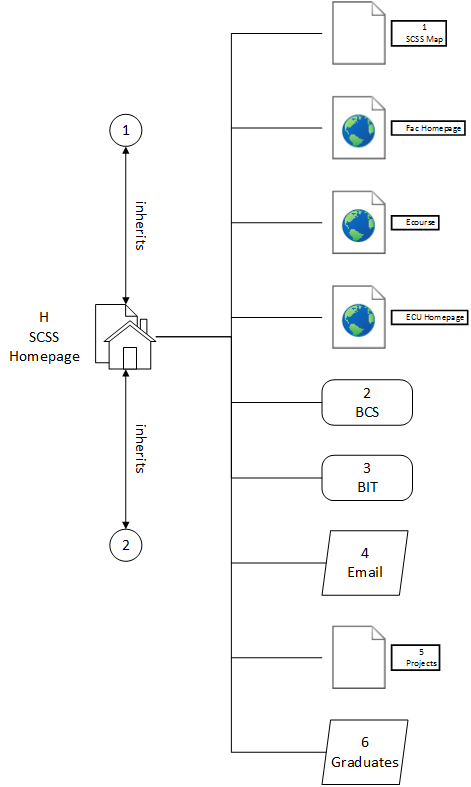 1
SCSS Map
1
Fac Homepage
inherits
Ecourse
H
SCSS
Homepage
ECU Homepage
2
BCS
inherits
3
BIT
2
4
Email
5
Projects
6
Graduates